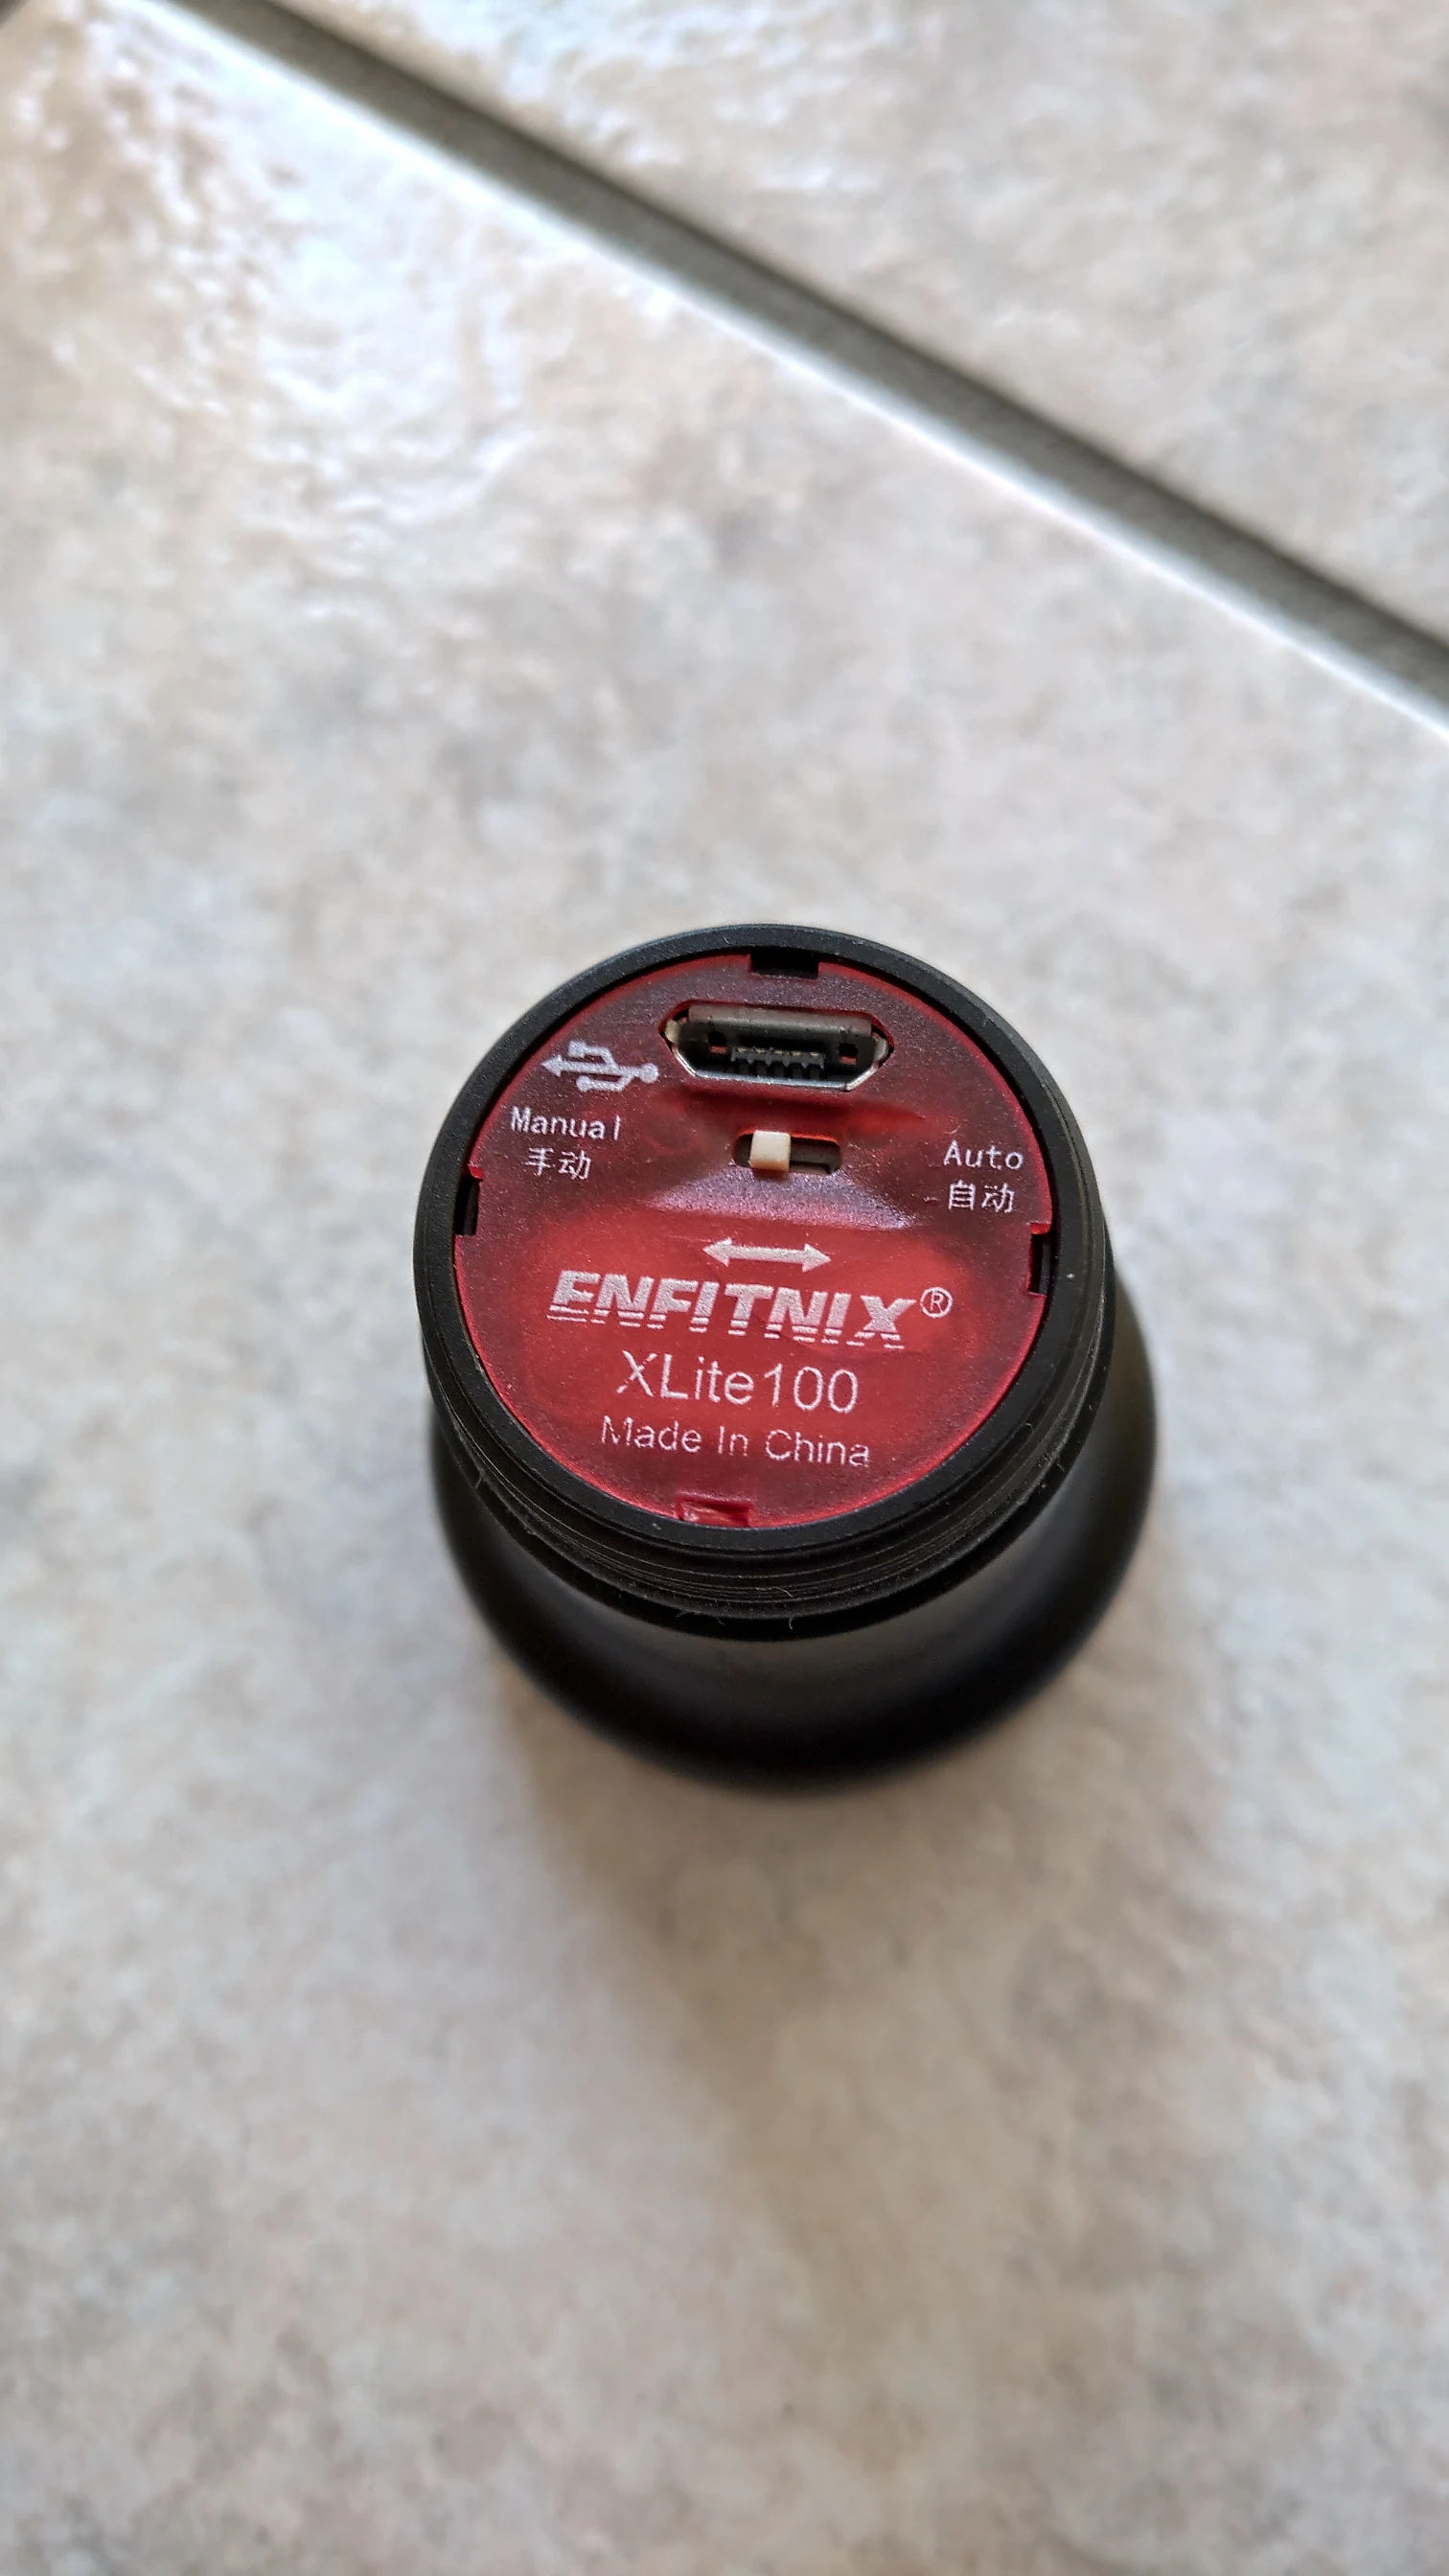 Manual
手动
Auto
自动
ENFITNIX®
XLite100
Made In China